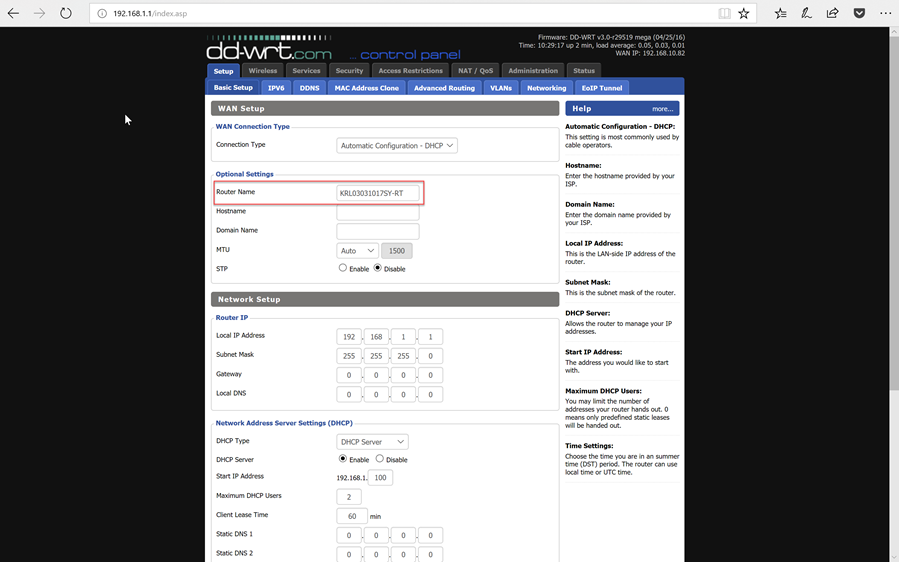 192.168.1.1/index.asp
dd-wrt.com ... control panel
Firmware: DD-WRT v3.0-r29519 mega (04/25/16)
Time: 10:29:17 up 2 min, load average: 0.05, 0.03, 0.01
WAN IP: 192.168.10.82
Setup Wireless Services Security Access Restrictions NAT / QoS Administration Status
Basic Setup IPV6 DDNS MAC Address Clone Advanced Routing VLANs Networking EoIP Tunnel
WAN Setup
WAN Connection Type
Connection Type Automatic Configuration - DHCP
Optional Settings
Router Name KRL03031017SY-RT
Hostname
Domain Name
MTU Auto 1500
STP Enable Disable
Network Setup
Router IP
Local IP Address 192 . 168 . 1 . 1
Subnet Mask 255 . 255 . 255 . 0
Gateway 0 . 0 . 0 . 0
Local DNS 0 . 0 . 0 . 0
Network Address Server Settings (DHCP)
DHCP Type DHCP Server
DHCP Server Enable Disable
Start IP Address 192.168.1. 100
Maximum DHCP Users 2
Client Lease Time 60 min
Static DNS 1 0 . 0 . 0 . 0
Static DNS 2 0 . 0 . 0 . 0
Help more...
Automatic Configuration - DHCP:
This setting is most commonly used by
cable operators.
Hostname:
Enter the hostname provided by your
ISP.
Domain Name:
Enter the domain name provided by
your ISP.
Local IP Address:
This is the LAN-side IP address of the
router.
Subnet Mask:
This is the subnet mask of the router.
DHCP Server:
Allows the router to manage your IP
addresses.
Start IP Address:
The address you would like to start
with.
Maximum DHCP Users:
You may limit the number of
addresses your router hands out. 0
means only predefined static leases
will be handed out.
Time Settings:
Choose the time you are in an summer
time (DST) period. The router can use
local time or UTC time.